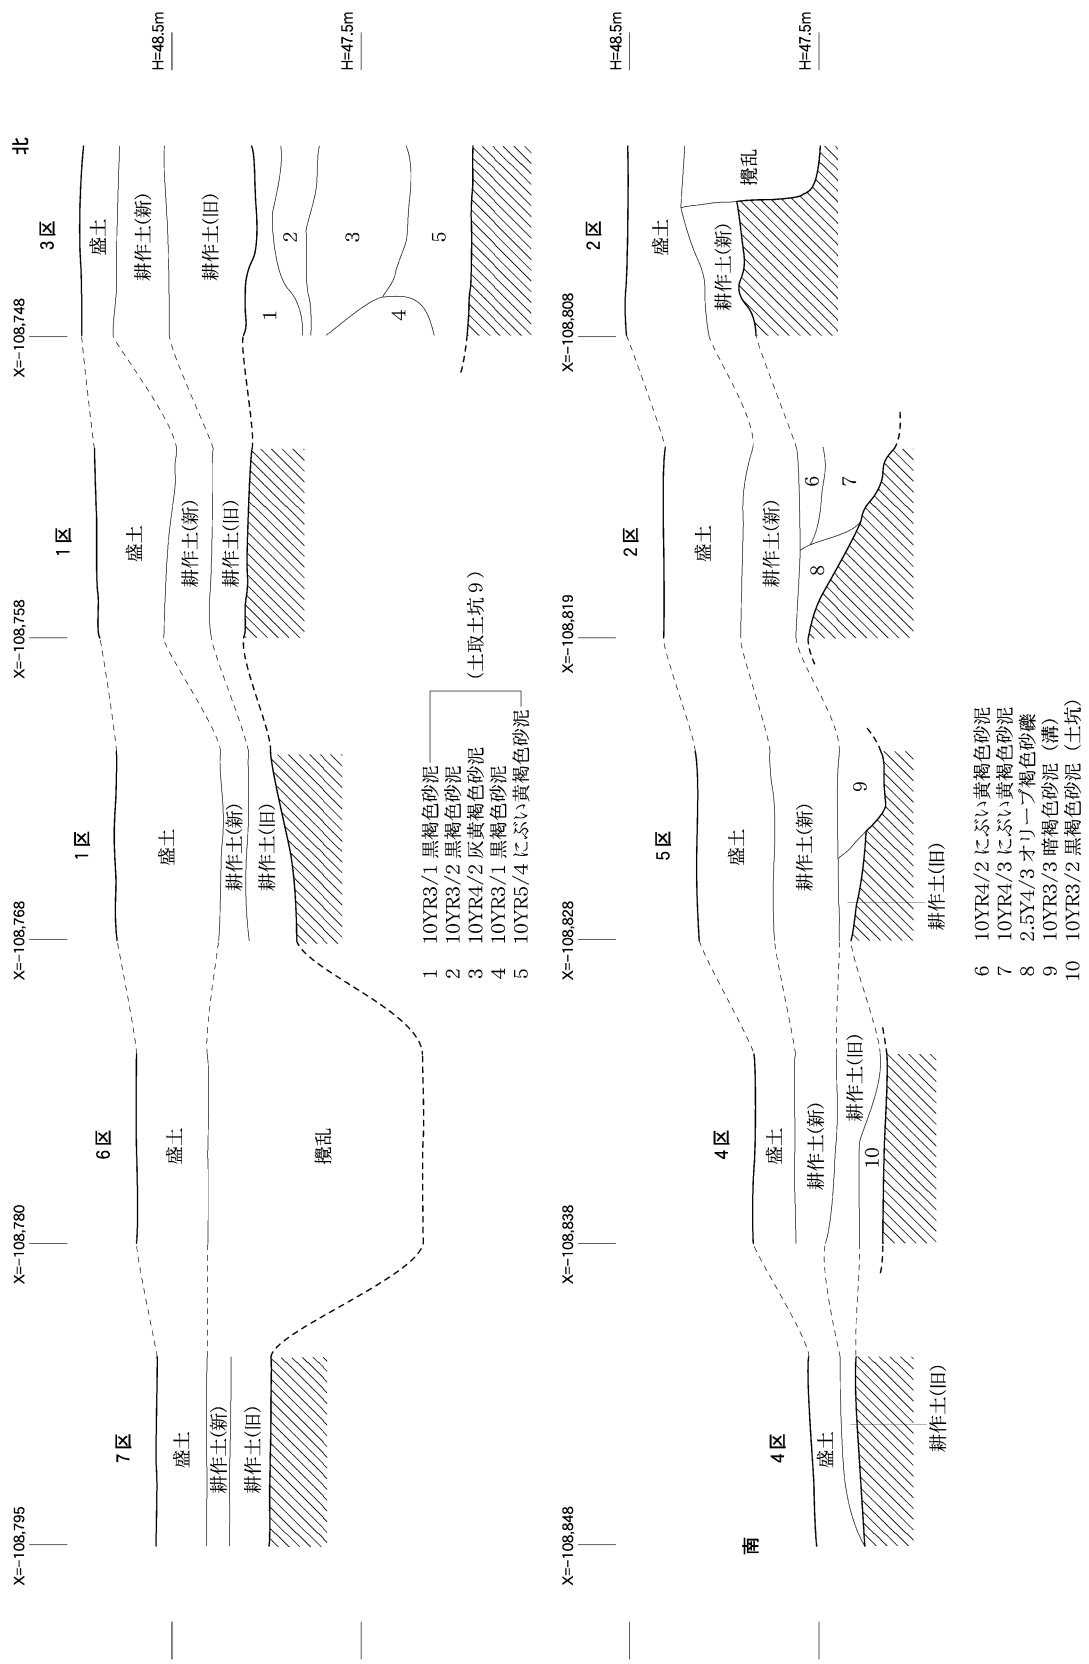 南
北
X=-108,795
X=-108,780
X=-108,768
X=-108,758
X=-108,748
7区
6区
1区
1区
3区
H=48.5m
H=47.5m
盛土
耕作土(新)
耕作土(旧)
盛土
攪乱
盛土
耕作土(新)
耕作土(旧)
盛土
耕作土(新)
耕作土(旧)
盛土
耕作土(新)
耕作土(旧)
1
2
3
4
5
1 10YR3/1 黒褐色砂泥
2 10YR3/2 黒褐色砂泥
3 10YR4/2 灰黄褐色砂泥
4 10YR3/1 黒褐色砂泥
5 10YR5/4 にぶい黄褐色砂泥
(土取土坑9)
X=-108,848
X=-108,838
X=-108,828
X=-108,819
X=-108,808
4区
4区
5区
2区
2区
H=48.5m
H=47.5m
盛土
耕作土(旧)
盛土
耕作土(新)
耕作土(旧)
10
盛土
耕作土(新)
9
耕作土(旧)
盛土
耕作土(新)
6
7
8
盛土
耕作土(新)
攪乱
6 10YR4/2 にぶい黄褐色砂泥
7 10YR4/3 にぶい黄褐色砂泥
8 2.5Y4/3 オリーブ褐色砂礫
9 10YR3/3 暗褐色砂泥(溝)
10 10YR3/2 黒褐色砂泥(土坑)